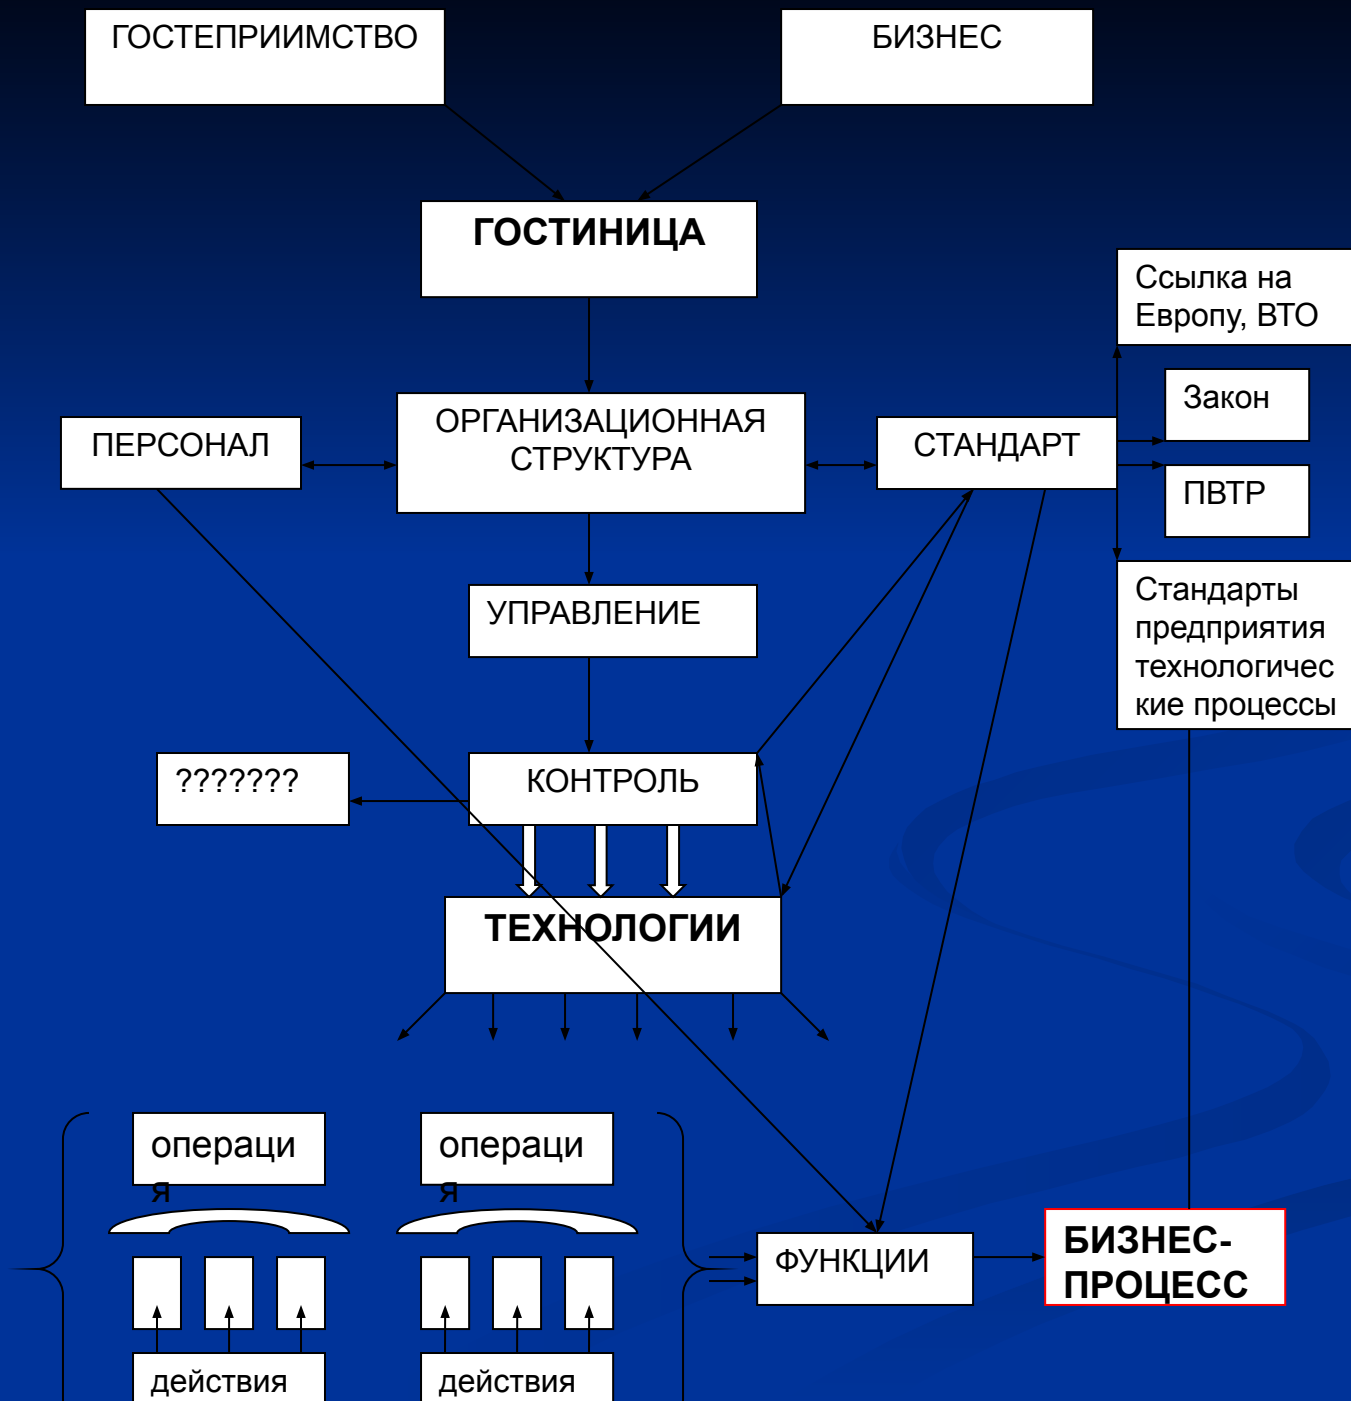 ГОСТЕПРИИМСТВО
БИЗНЕС
ГОСТИНИЦА
Ссылка на
Европу, ВТО
Закон
ПЕРСОНАЛ
ОРГАНИЗАЦИОННАЯ
СТРУКТУРА
СТАНДАРТ
ПВТР
УПРАВЛЕНИЕ
Стандарты
предприятия
технологичес
кие процессы
???????
КОНТРОЛЬ
ТЕХНОЛОГИИ
операци
я
операци
я
ФУНКЦИИ
БИЗНЕС-
ПРОЦЕСС
действия
действия